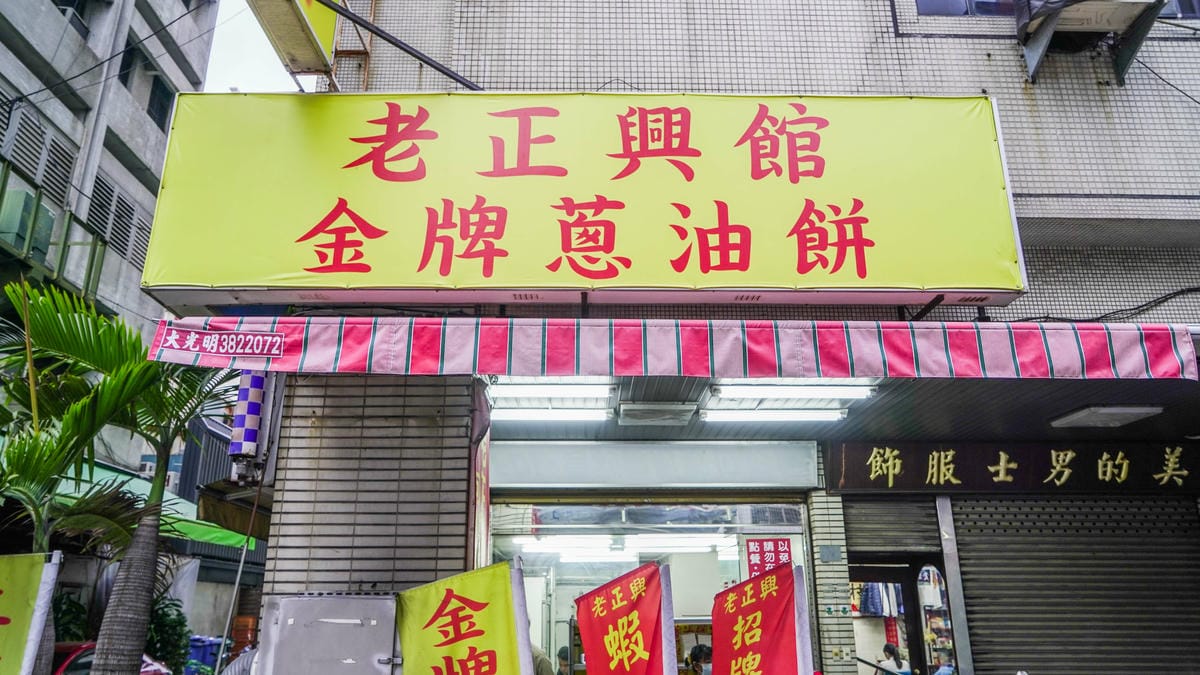 老正興館
金牌蔥油餅
大光明3822072
美的男士服飾
金牌
老正興
蝦
老正興
招牌